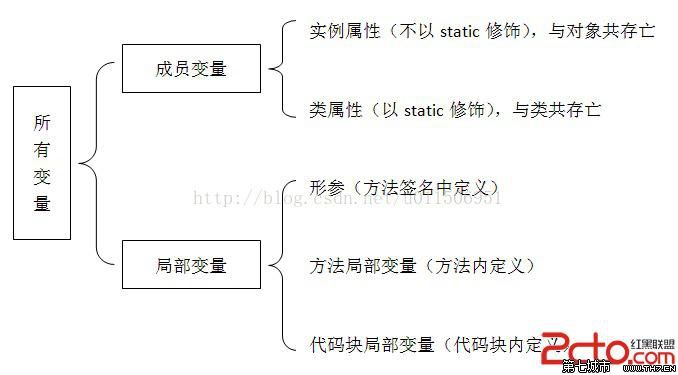 所有变量
成员变量
实例属性（不以 static 修饰），与对象共存亡
类属性（以 static 修饰），与类共存亡
局部变量
形参（方法签名中定义）
方法局部变量（方法内定义）
代码块局部变量（代码块内定义）
http://blog.csdn.net/u011506951
2cto.com
红黑联盟
第七城市 www.th7.cn